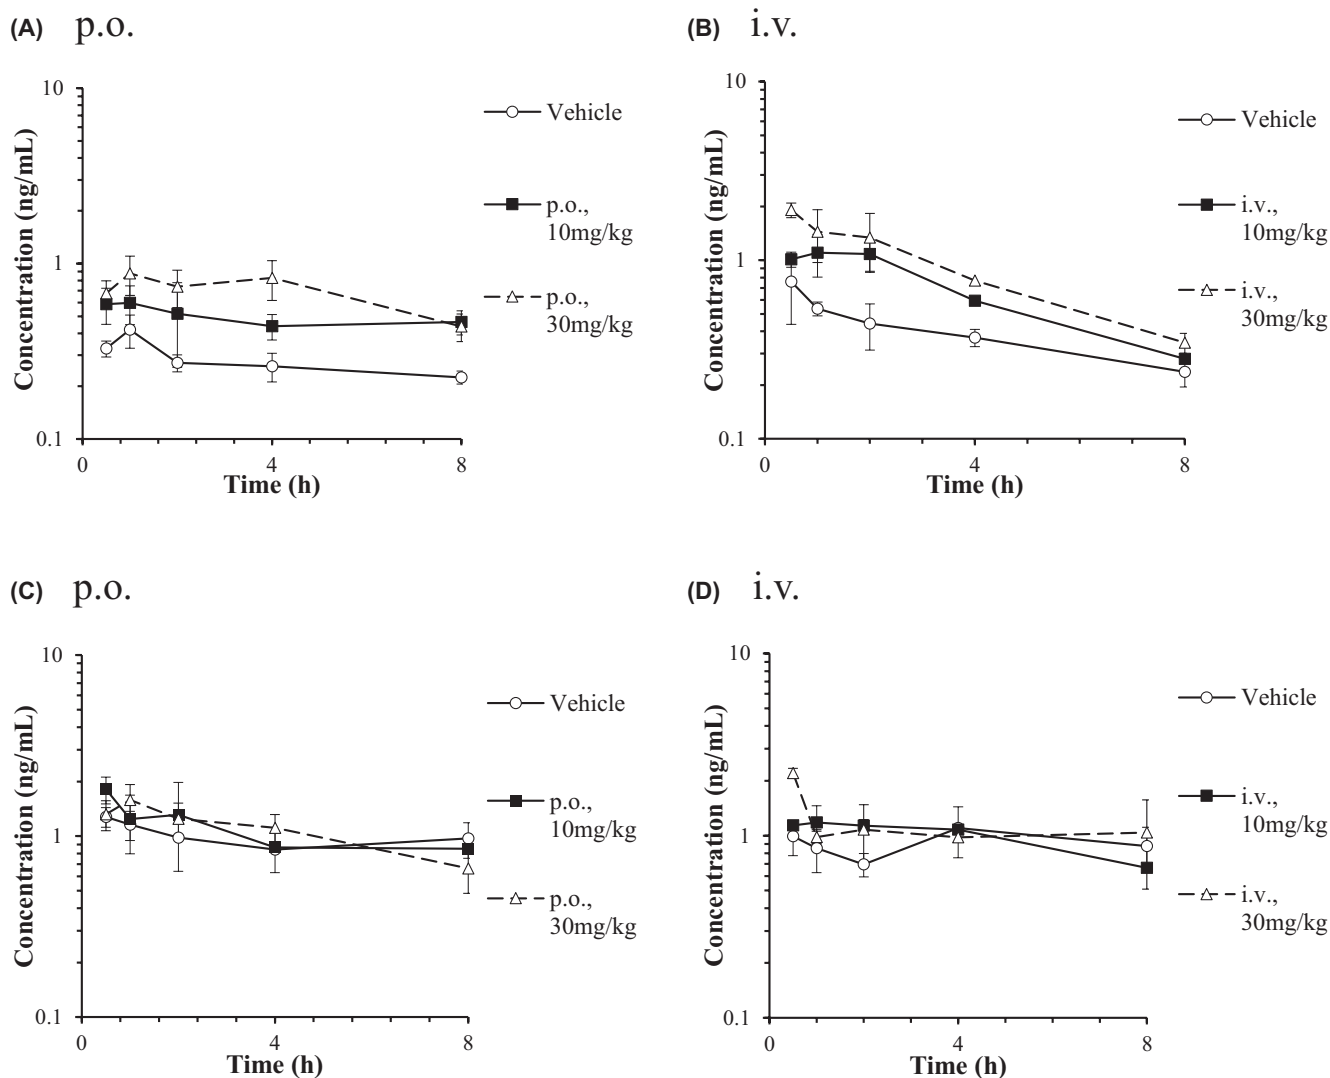 (A) p.o.
10
1
0.1
Concentration (ng/mL)
0
4
8
Time (h)
Vehicle
p.o.,
10mg/kg
p.o.,
30mg/kg
(B) i.v.
10
1
0.1
Concentration (ng/mL)
0
4
8
Time (h)
Vehicle
i.v.,
10mg/kg
i.v.,
30mg/kg
(C) p.o.
10
1
0.1
Concentration (ng/mL)
0
4
8
Time (h)
Vehicle
p.o.,
10mg/kg
p.o.,
30mg/kg
(D) i.v.
10
1
0.1
Concentration (ng/mL)
0
4
8
Time (h)
Vehicle
i.v.,
10mg/kg
i.v.,
30mg/kg